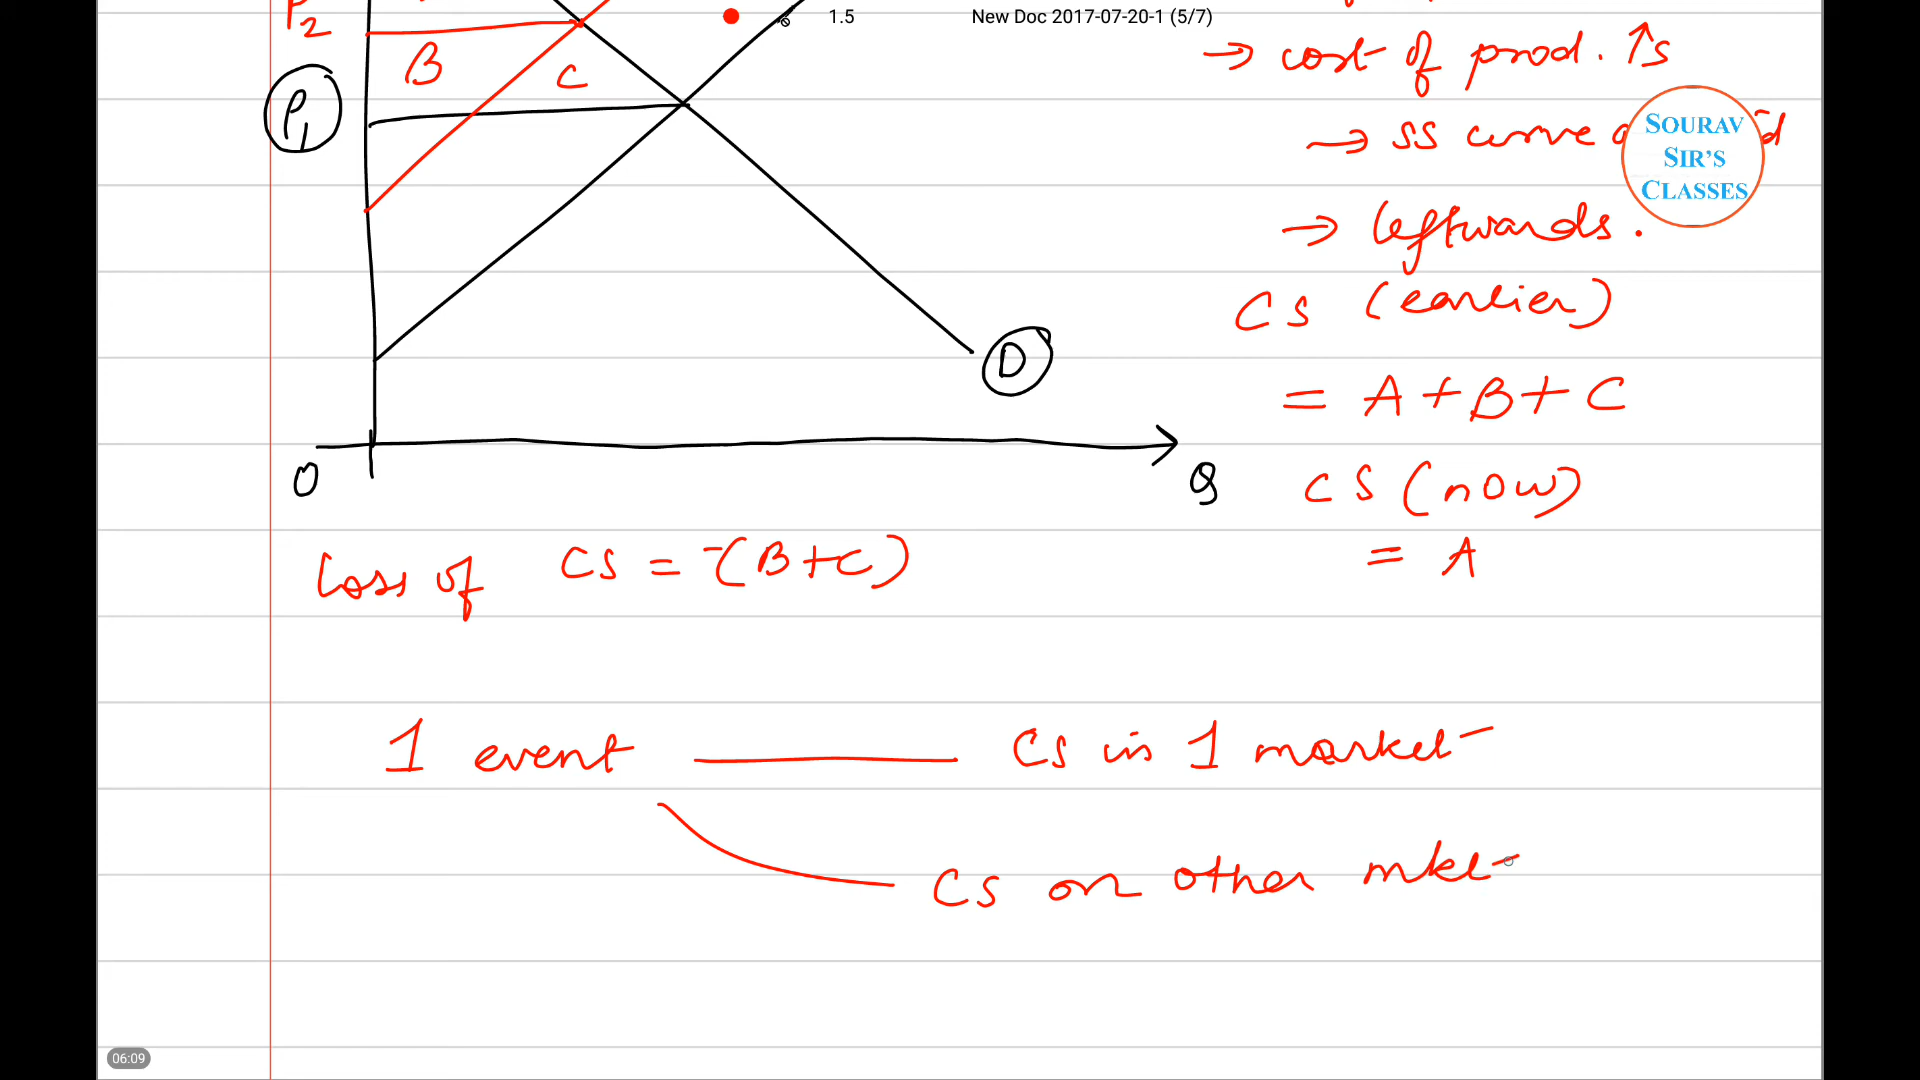 1.5 New Doc 2017-07-20-1 (5/7)
P2
B
C
P1
→ cost of prod. ↑s
→ SS curve
→ leftwards.
SOURAV
SIR'S
CLASSES
CS (earlier)
= A + B + C
D
O
Q
CS (now)
= A
Loss of CS = -(B+C)
1 event CS in 1 market
CS on other mkt
06:09